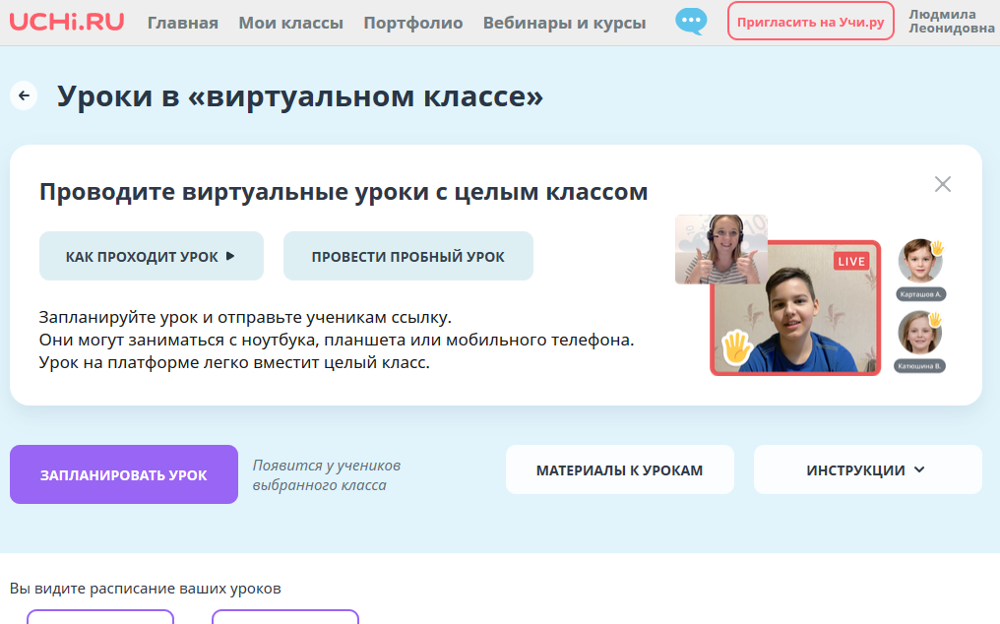 UCHi.RU
Главная Мои классы Портфолио Вебинары и курсы
Пригласить на Учи.ру
Людмила
Леонидовна
Уроки в «виртуальном классе»
Проводите виртуальные уроки с целым классом
КАК ПРОХОДИТ УРОК
ПРОВЕСТИ ПРОБНЫЙ УРОК
Запланируйте урок и отправьте ученикам ссылку.
Они могут заниматься с ноутбука, планшета или мобильного телефона.
Урок на платформе легко вместит целый класс.
LIVE
Карташов А.
Катюшина В.
ЗАПЛАНИРОВАТЬ УРОК
Появится у учеников
выбранного класса
МАТЕРИАЛЫ К УРОКАМ
ИНСТРУКЦИИ
Вы видите расписание ваших уроков